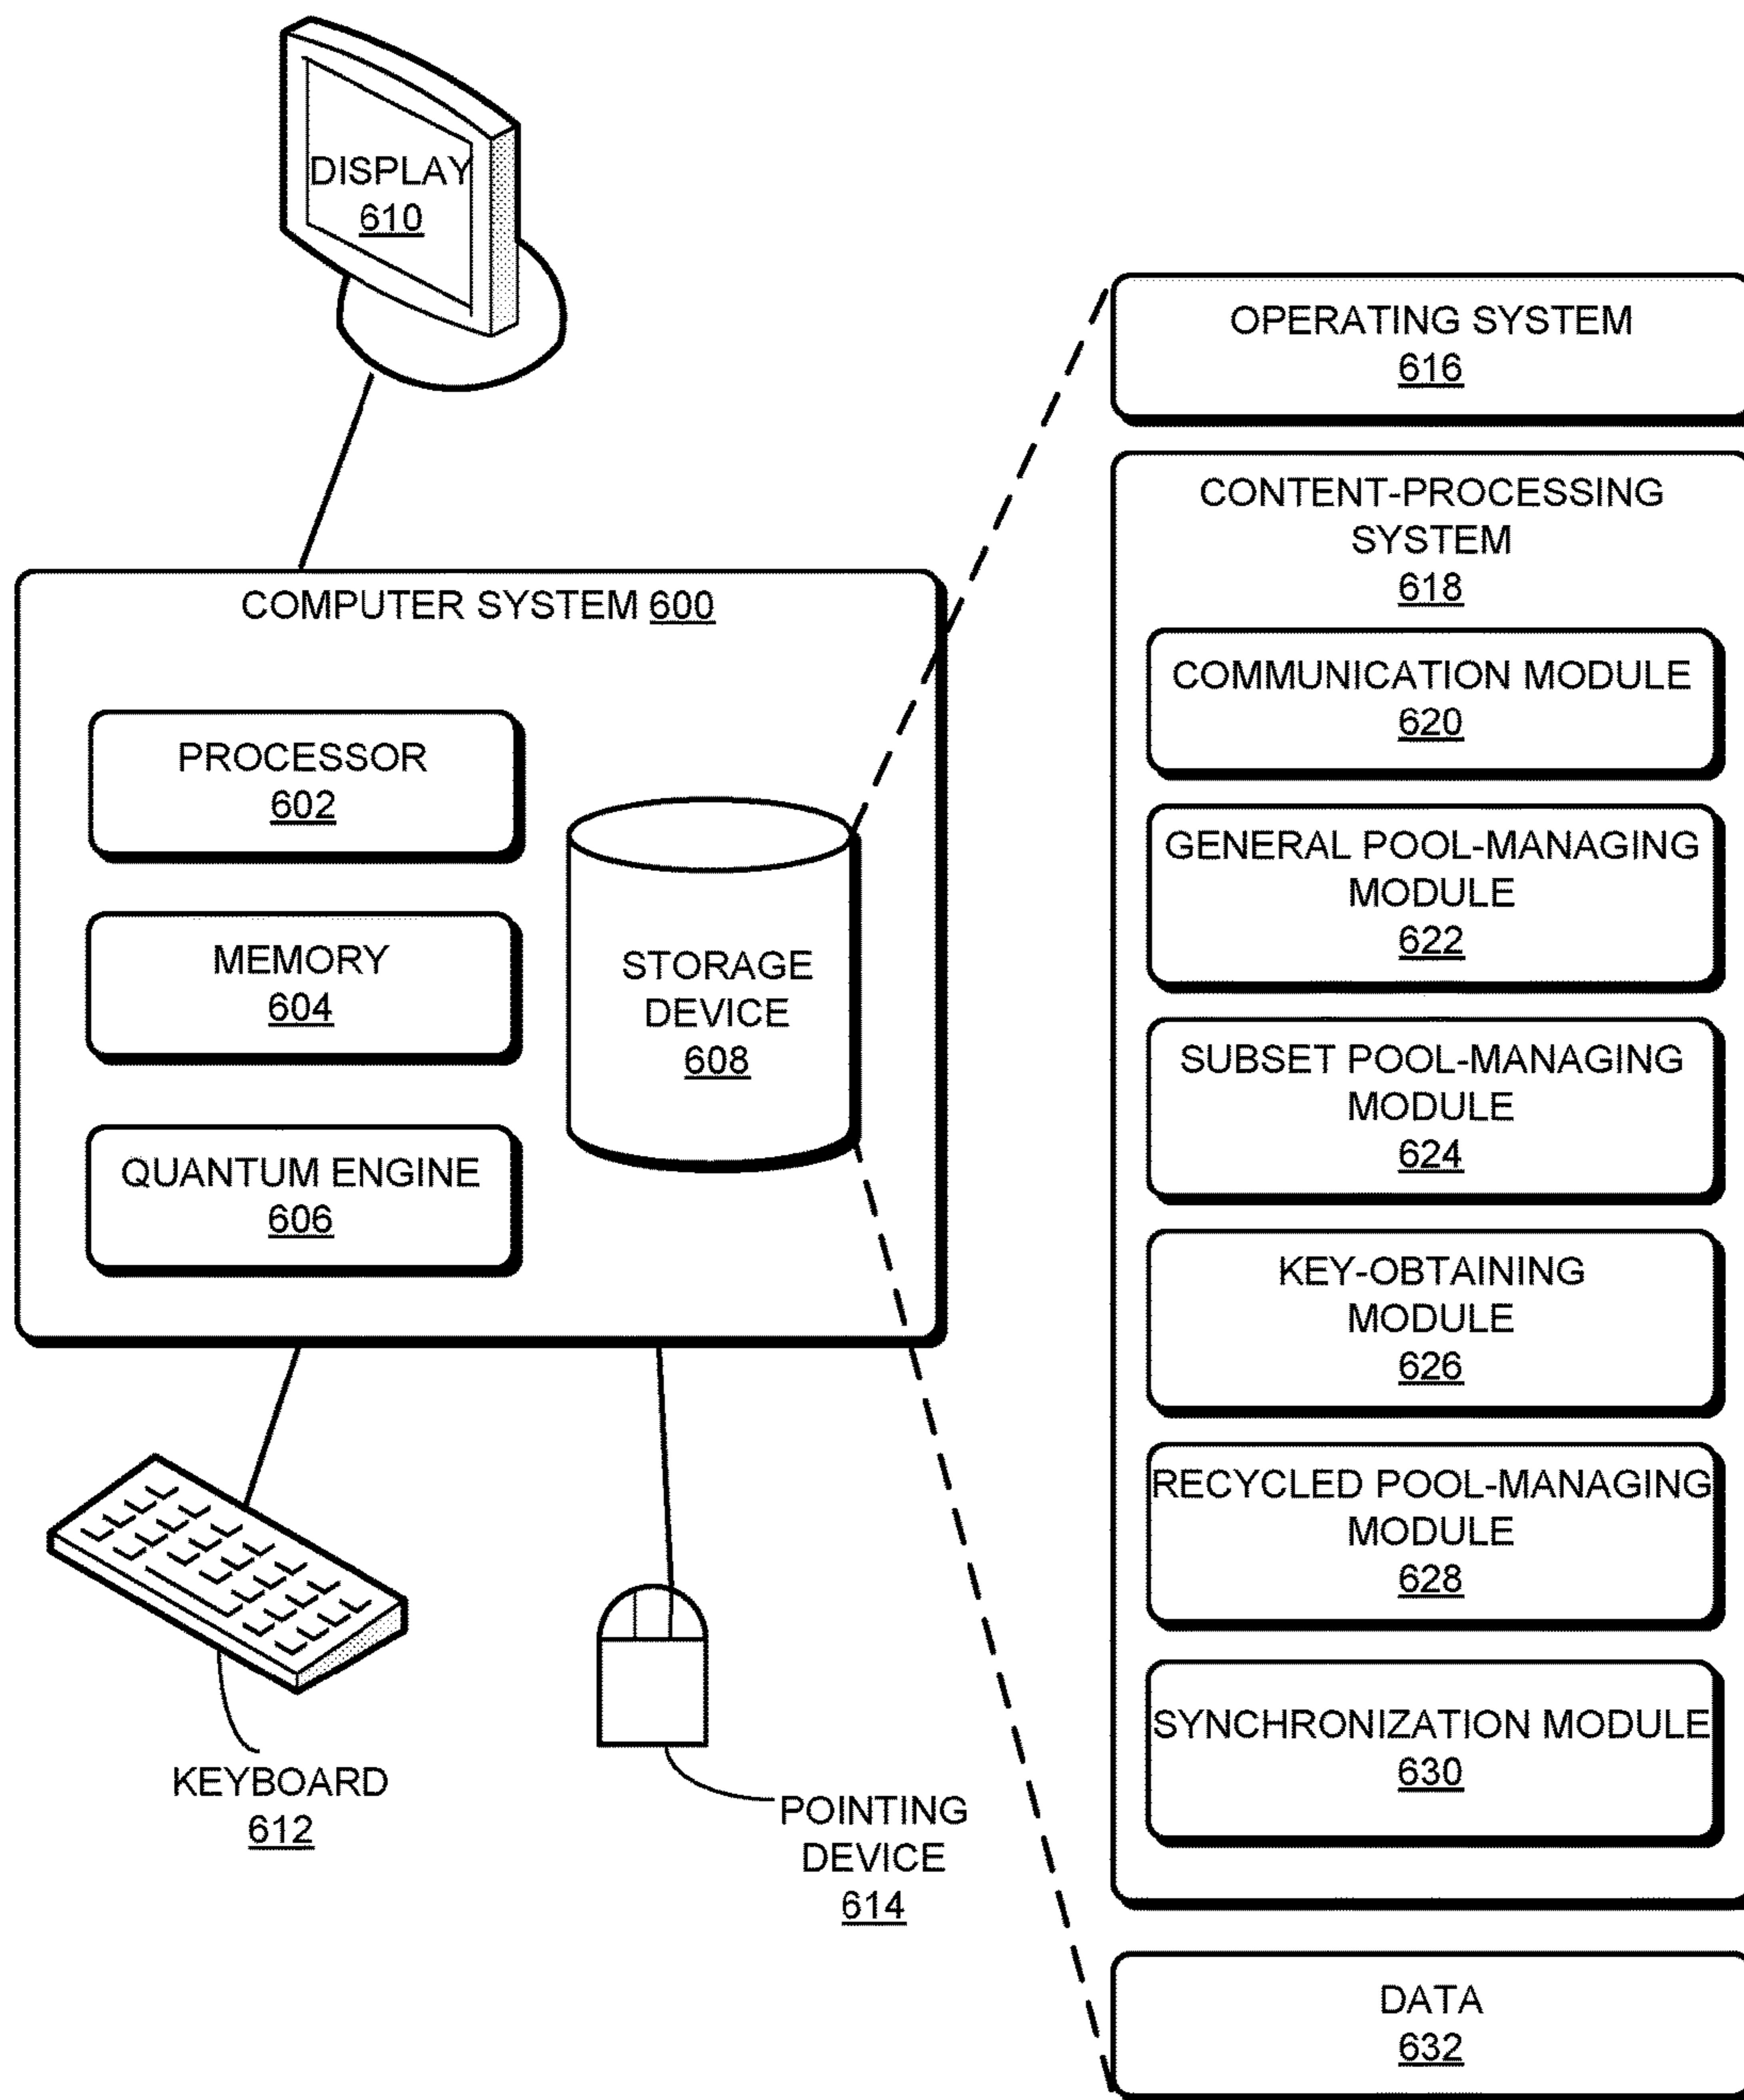 DISPLAY
610
COMPUTER SYSTEM 600
PROCESSOR
602
MEMORY
604
QUANTUM ENGINE
606
STORAGE
DEVICE
608
KEYBOARD
612
POINTING
DEVICE
614
OPERATING SYSTEM
616
CONTENT-PROCESSING
SYSTEM
618
COMMUNICATION MODULE
620
GENERAL POOL-MANAGING
MODULE
622
SUBSET POOL-MANAGING
MODULE
624
KEY-OBTAINING
MODULE
626
RECYCLED POOL-MANAGING
MODULE
628
SYNCHRONIZATION MODULE
630
DATA
632